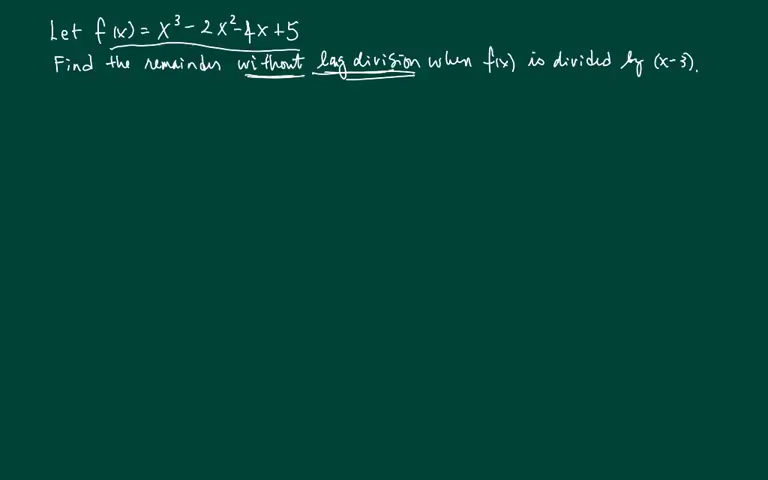 Let f(x) = x³ - 2x² - 4x + 5
Find the remainder without long division when f(x) is divided by (x-3).